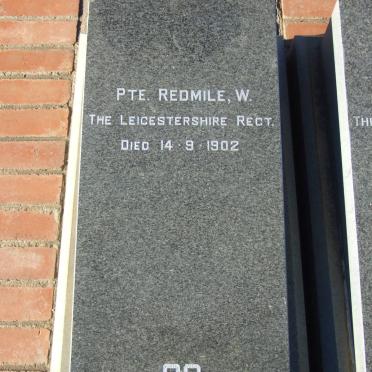 PTE. REDMILE, W.
THE LEICESTERSHIRE REGT.
DIED 14 · 9 · 1902